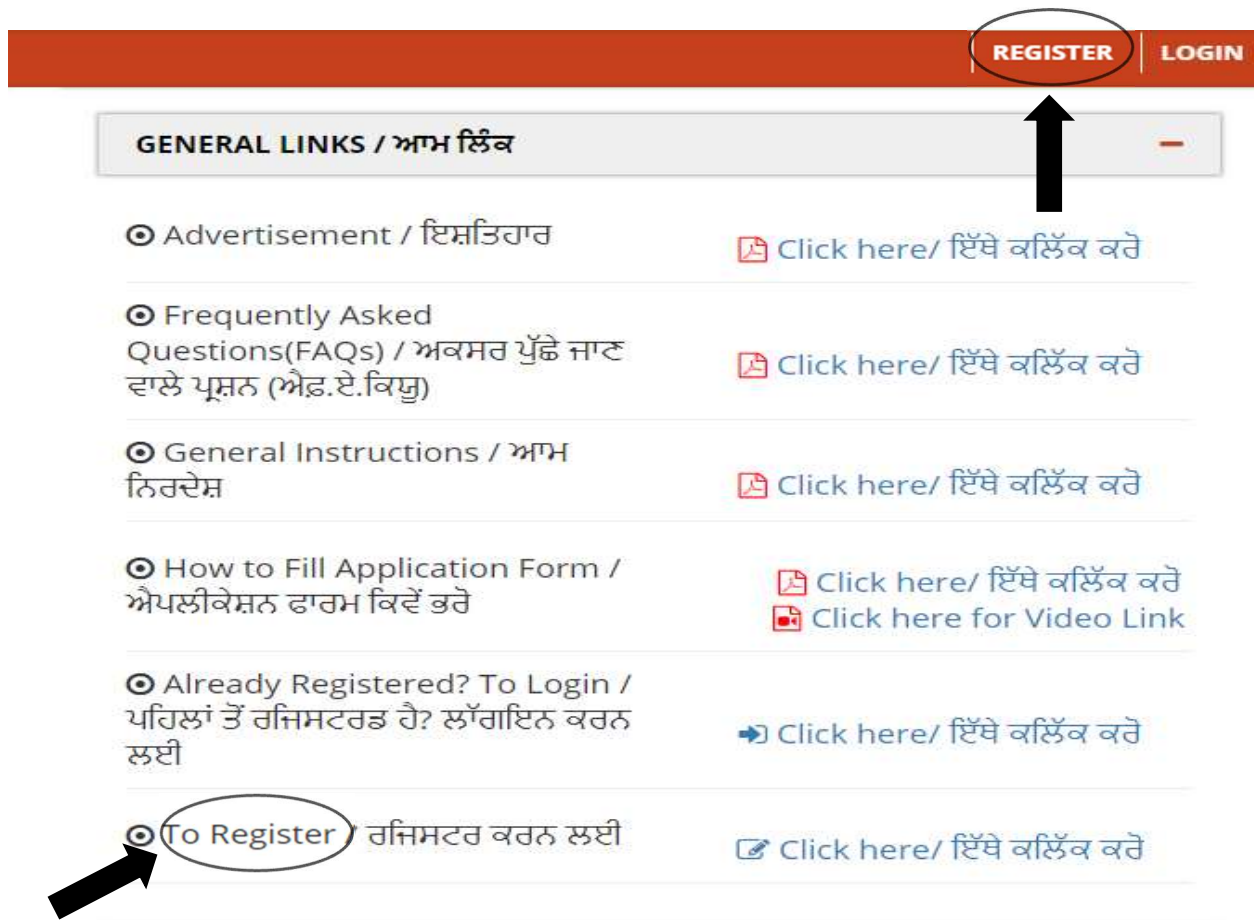 REGISTER LOGIN
GENERAL LINKS / ਆਮ ਲਿੰਕ
Advertisement / ਇਸ਼ਤਿਹਾਰ
Click here/ ਇੱਥੇ ਕਲਿੱਕ ਕਰੋ
Frequently Asked
Questions(FAQs) / ਅਕਸਰ ਪੁੱਛੇ ਜਾਣ
ਵਾਲੇ ਪ੍ਰਸ਼ਨ (ਐਫ਼.ਏ.ਕਿਯੂ)
Click here/ ਇੱਥੇ ਕਲਿੱਕ ਕਰੋ
General Instructions / ਆਮ
ਨਿਰਦੇਸ਼
Click here/ ਇੱਥੇ ਕਲਿੱਕ ਕਰੋ
How to Fill Application Form /
ਐਪਲੀਕੇਸ਼ਨ ਫਾਰਮ ਕਿਵੇਂ ਭਰੋ
Click here/ ਇੱਥੇ ਕਲਿੱਕ ਕਰੋ
Click here for Video Link
Already Registered? To Login /
ਪਹਿਲਾਂ ਤੋਂ ਰਜਿਸਟਰਡ ਹੈ? ਲਾੱਗਇਨ ਕਰਨ
ਲਈ
Click here/ ਇੱਥੇ ਕਲਿੱਕ ਕਰੋ
To Register / ਰਜਿਸਟਰ ਕਰਨ ਲਈ
Click here/ ਇੱਥੇ ਕਲਿੱਕ ਕਰੋ